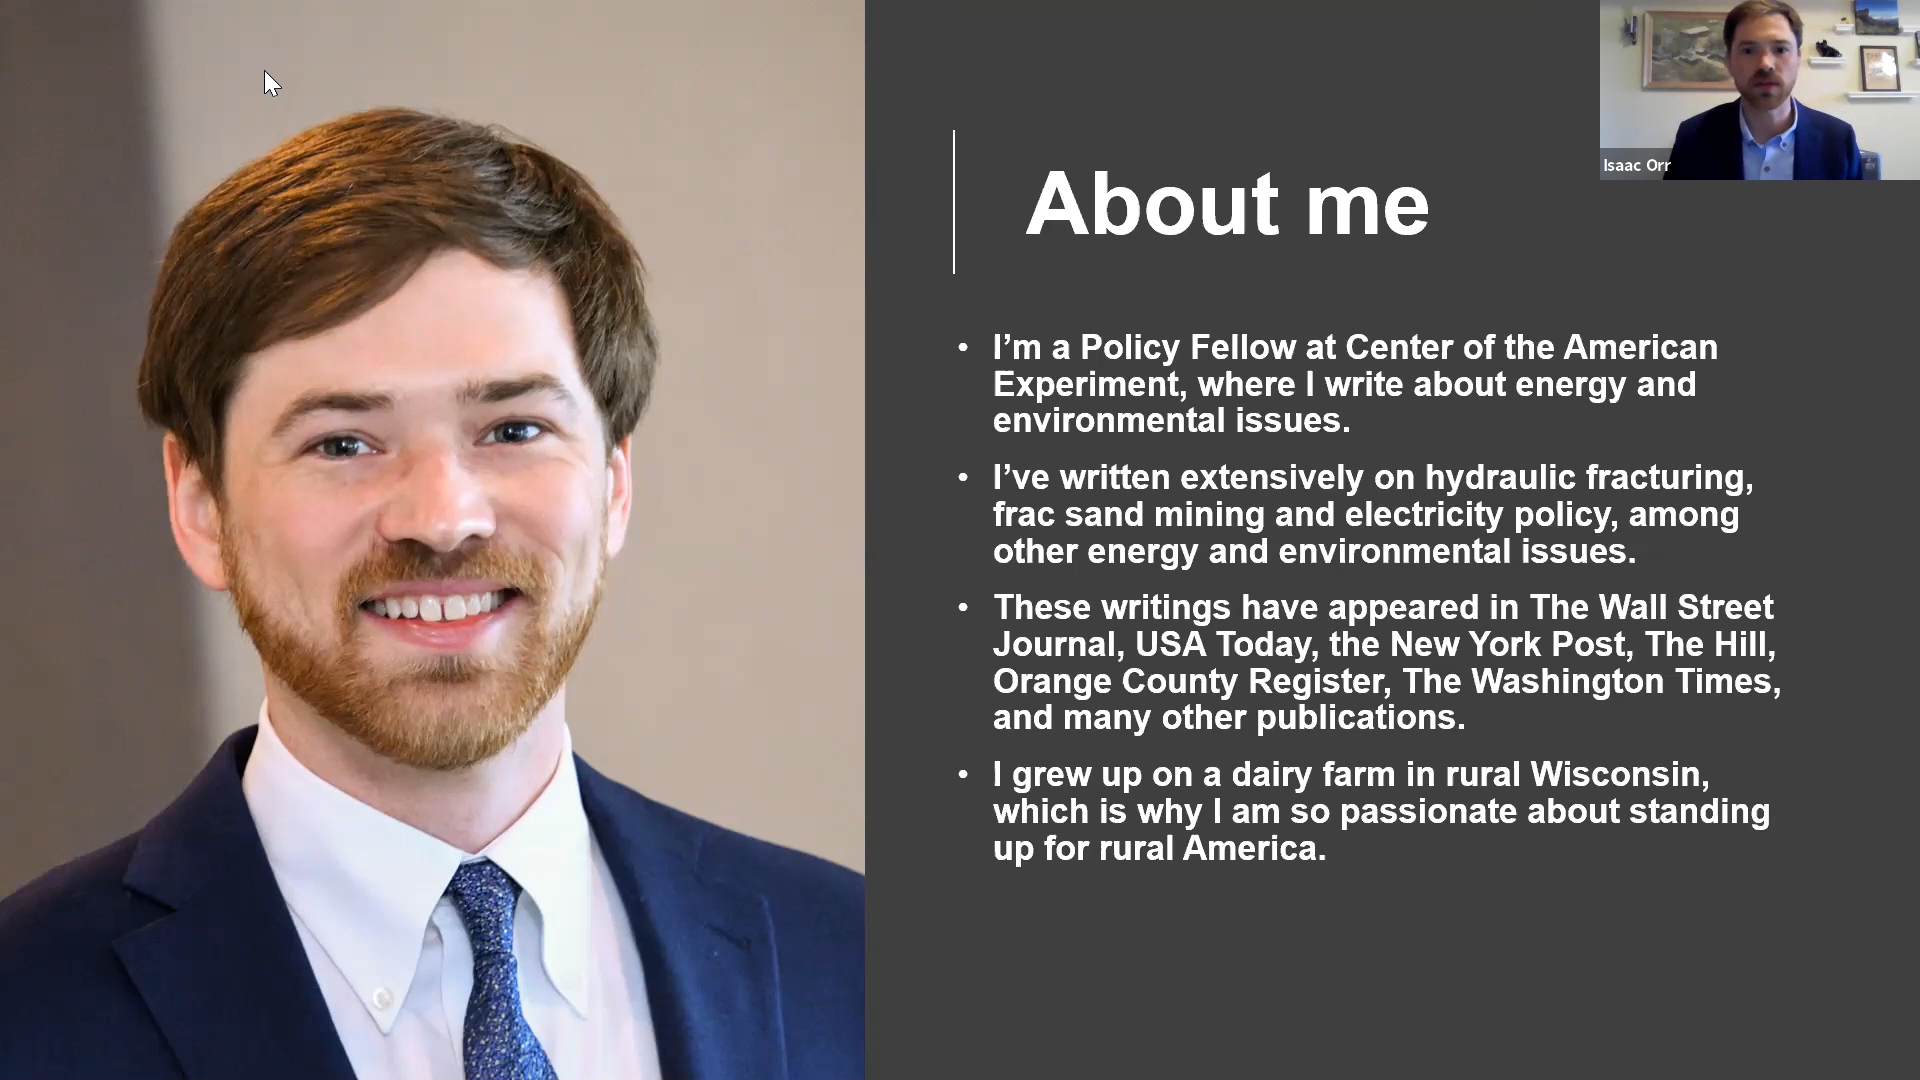 Isaac Orr
About me
• I’m a Policy Fellow at Center of the American
Experiment, where I write about energy and
environmental issues.
• I’ve written extensively on hydraulic fracturing,
frac sand mining and electricity policy, among
other energy and environmental issues.
• These writings have appeared in The Wall Street
Journal, USA Today, the New York Post, The Hill,
Orange County Register, The Washington Times,
and many other publications.
• I grew up on a dairy farm in rural Wisconsin,
which is why I am so passionate about standing
up for rural America.